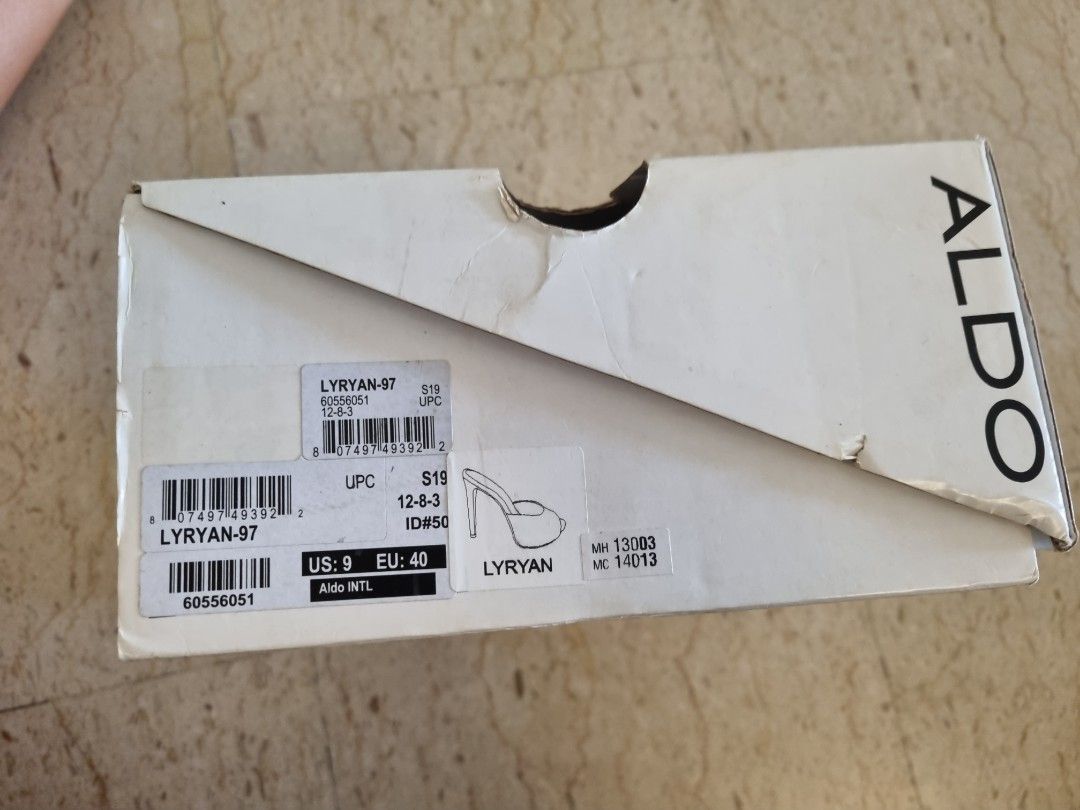 ALDO
LYRYAN-97
S19
60556051
UPC
12-8-3
8 07497 49392 2
UPC
S19
12-8-3
ID#50
8 07497 49392 2
LYRYAN-97
US: 9 EU: 40
Aldo INTL
60556051
LYRYAN
MH 13003
MC 14013